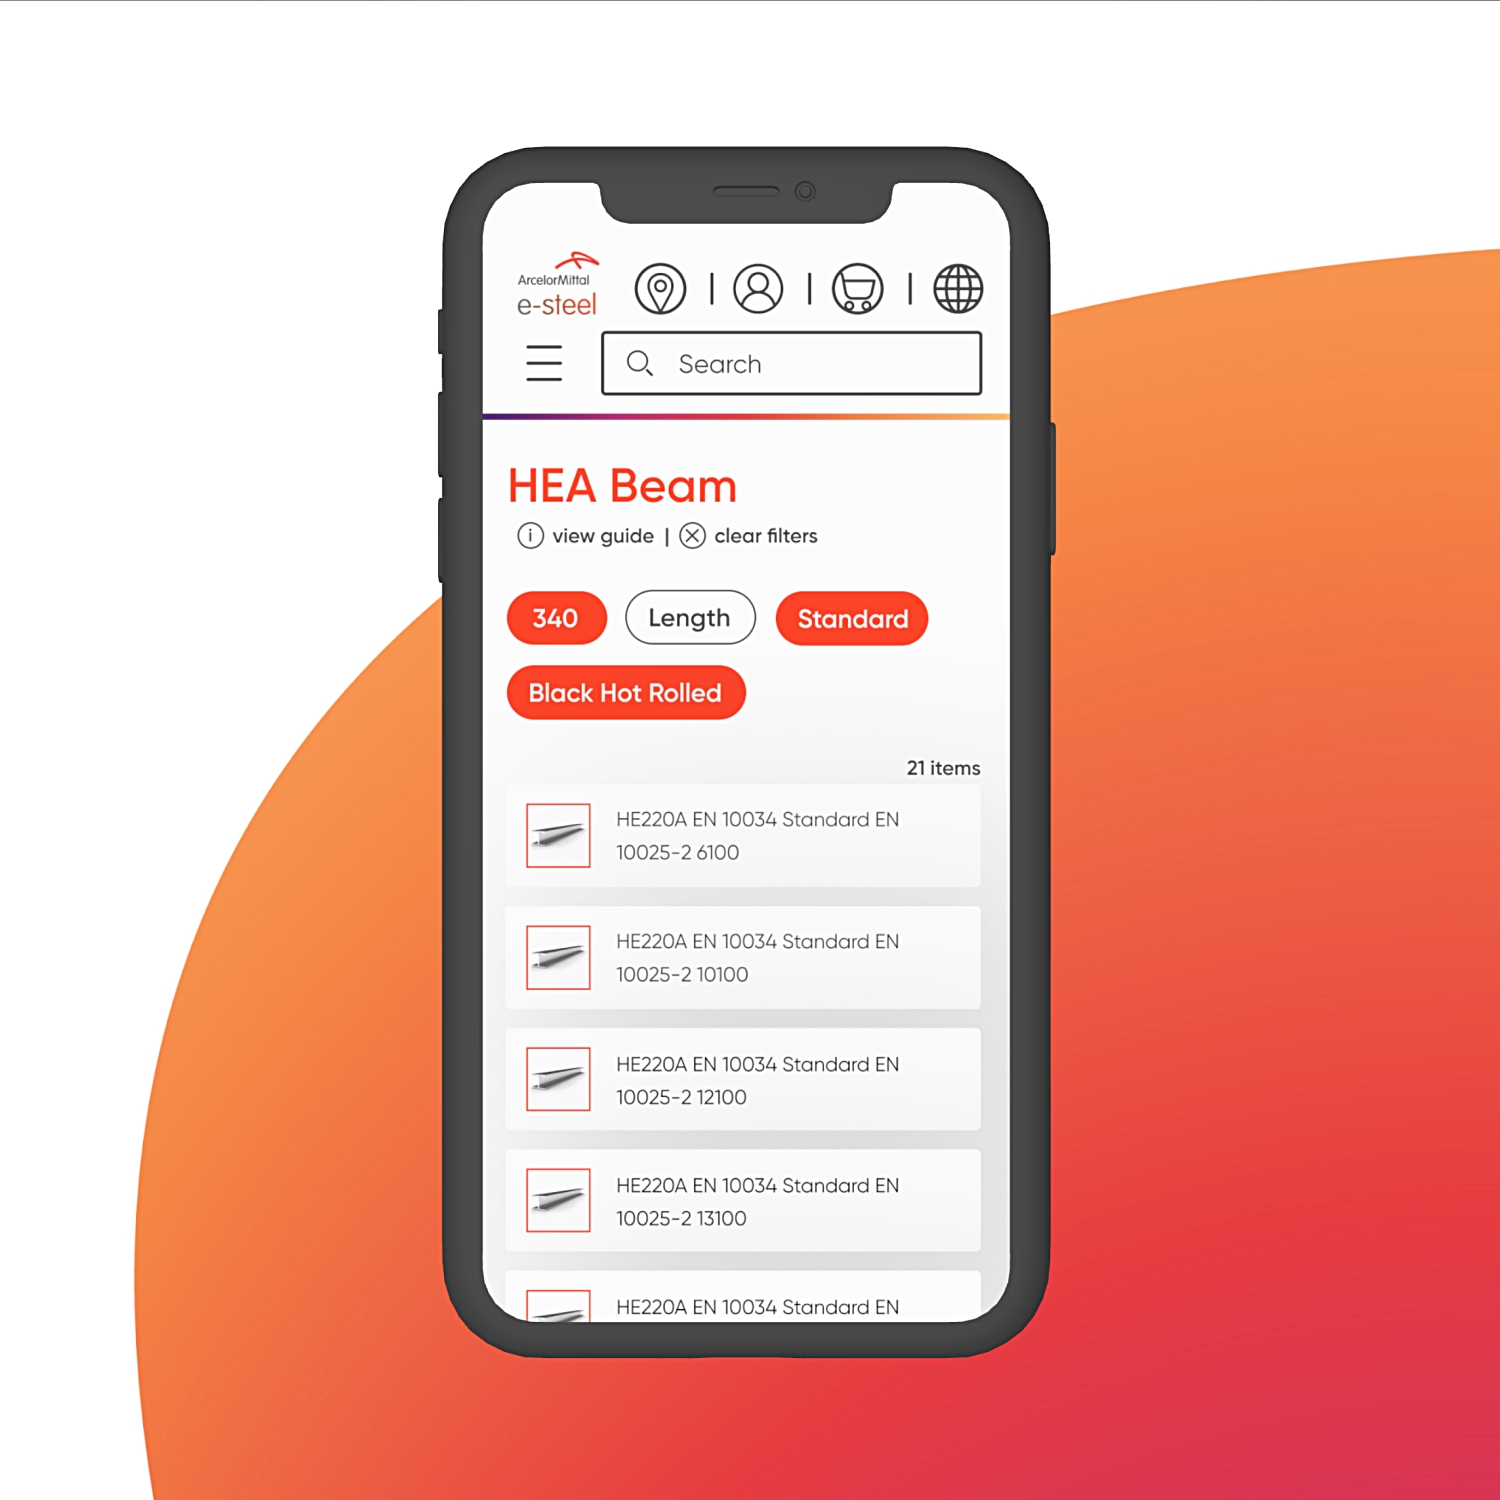 ArcelorMittal
e-steel
Search
HEA Beam
view guide | clear filters
340 Length Standard
Black Hot Rolled
21 items
HE220A EN 10034 Standard EN
10025-2 6100
HE220A EN 10034 Standard EN
10025-2 10100
HE220A EN 10034 Standard EN
10025-2 12100
HE220A EN 10034 Standard EN
10025-2 13100
HE220A EN 10034 Standard EN